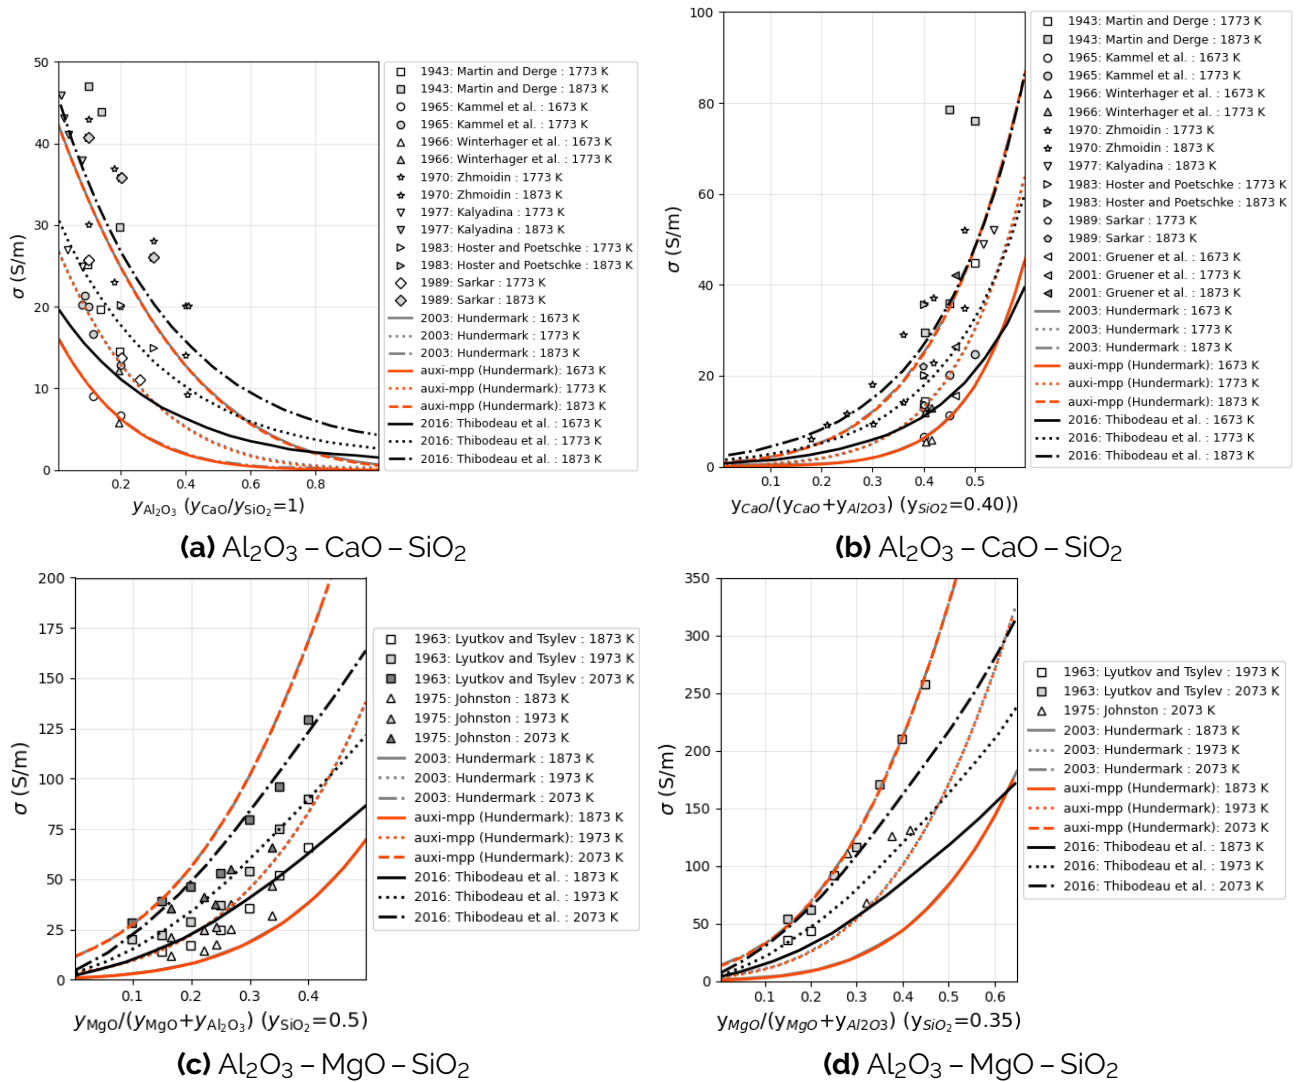 50
40
30
20
10
0
0.2
0.4
0.6
0.8
σ (S/m)
y_Al₂O₃ (y_CaO/y_SiO₂=1)
1943: Martin and Derge : 1773 K
1943: Martin and Derge : 1873 K
1965: Kammel et al. : 1673 K
1965: Kammel et al. : 1773 K
1966: Winterhager et al. : 1673 K
1966: Winterhager et al. : 1773 K
1970: Zhmoidin : 1773 K
1970: Zhmoidin : 1873 K
1977: Kalyadina : 1773 K
1977: Kalyadina : 1873 K
1983: Hoster and Poetschke : 1773 K
1983: Hoster and Poetschke : 1873 K
1989: Sarkar: 1773 K
1989: Sarkar: 1873 K
2003: Hundermark : 1673 K
2003: Hundermark : 1773 K
2003: Hundermark : 1873 K
auxi-mpp (Hundermark): 1673 K
auxi-mpp (Hundermark): 1773 K
auxi-mpp (Hundermark): 1873 K
2016: Thibodeau et al. : 1673 K
2016: Thibodeau et al. : 1773 K
2016: Thibodeau et al. : 1873 K
(a) Al₂O₃ – CaO – SiO₂
100
80
60
40
20
0
0.1
0.2
0.3
0.4
0.5
σ (S/m)
y_CaO/(y_CaO+y_Al2O3) (y_SiO2=0.40))
1943: Martin and Derge : 1773 K
1943: Martin and Derge : 1873 K
1965: Kammel et al. : 1673 K
1965: Kammel et al. : 1773 K
1966: Winterhager et al. : 1673 K
1966: Winterhager et al. : 1773 K
1970: Zhmoidin : 1773 K
1970: Zhmoidin : 1873 K
1977: Kalyadina : 1873 K
1983: Hoster and Poetschke : 1773 K
1983: Hoster and Poetschke : 1873 K
1989: Sarkar : 1773 K
1989: Sarkar : 1873 K
2001: Gruener et al. : 1673 K
2001: Gruener et al. : 1773 K
2001: Gruener et al. : 1873 K
2003: Hundermark : 1673 K
2003: Hundermark : 1773 K
2003: Hundermark : 1873 K
auxi-mpp (Hundermark): 1673 K
auxi-mpp (Hundermark): 1773 K
auxi-mpp (Hundermark): 1873 K
2016: Thibodeau et al. : 1673 K
2016: Thibodeau et al. : 1773 K
2016: Thibodeau et al. : 1873 K
(b) Al₂O₃ – CaO – SiO₂
200
175
150
125
100
75
50
25
0
0.1
0.2
0.3
0.4
σ (S/m)
y_MgO/(y_MgO+y_Al₂O₃) (y_SiO₂=0.5)
1963: Lyutkov and Tsylev : 1873 K
1963: Lyutkov and Tsylev : 1973 K
1963: Lyutkov and Tsylev : 2073 K
1975: Johnston : 1873 K
1975: Johnston : 1973 K
1975: Johnston : 2073 K
2003: Hundermark : 1873 K
2003: Hundermark : 1973 K
2003: Hundermark : 2073 K
auxi-mpp (Hundermark): 1873 K
auxi-mpp (Hundermark): 1973 K
auxi-mpp (Hundermark): 2073 K
2016: Thibodeau et al. : 1873 K
2016: Thibodeau et al. : 1973 K
2016: Thibodeau et al. : 2073 K
(c) Al₂O₃ – MgO – SiO₂
350
300
250
200
150
100
50
0
0.1
0.2
0.3
0.4
0.5
0.6
σ (S/m)
y_MgO/(y_MgO+y_Al2O3) (y_SiO₂=0.35)
1963: Lyutkov and Tsylev : 1973 K
1963: Lyutkov and Tsylev : 2073 K
1975: Johnston : 2073 K
2003: Hundermark : 1873 K
2003: Hundermark : 1973 K
2003: Hundermark : 2073 K
auxi-mpp (Hundermark): 1873 K
auxi-mpp (Hundermark): 1973 K
auxi-mpp (Hundermark): 2073 K
2016: Thibodeau et al. : 1873 K
2016: Thibodeau et al. : 1973 K
2016: Thibodeau et al. : 2073 K
(d) Al₂O₃ – MgO – SiO₂